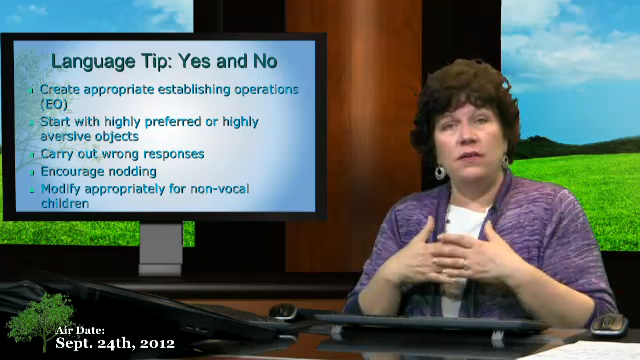 Language Tip: Yes and No
Create appropriate establishing operations
(EO)
Start with highly preferred or highly
aversive objects
Carry out wrong responses
Encourage nodding
Modify appropriately for non-vocal
children
Air Date:
Sept. 24th, 2012